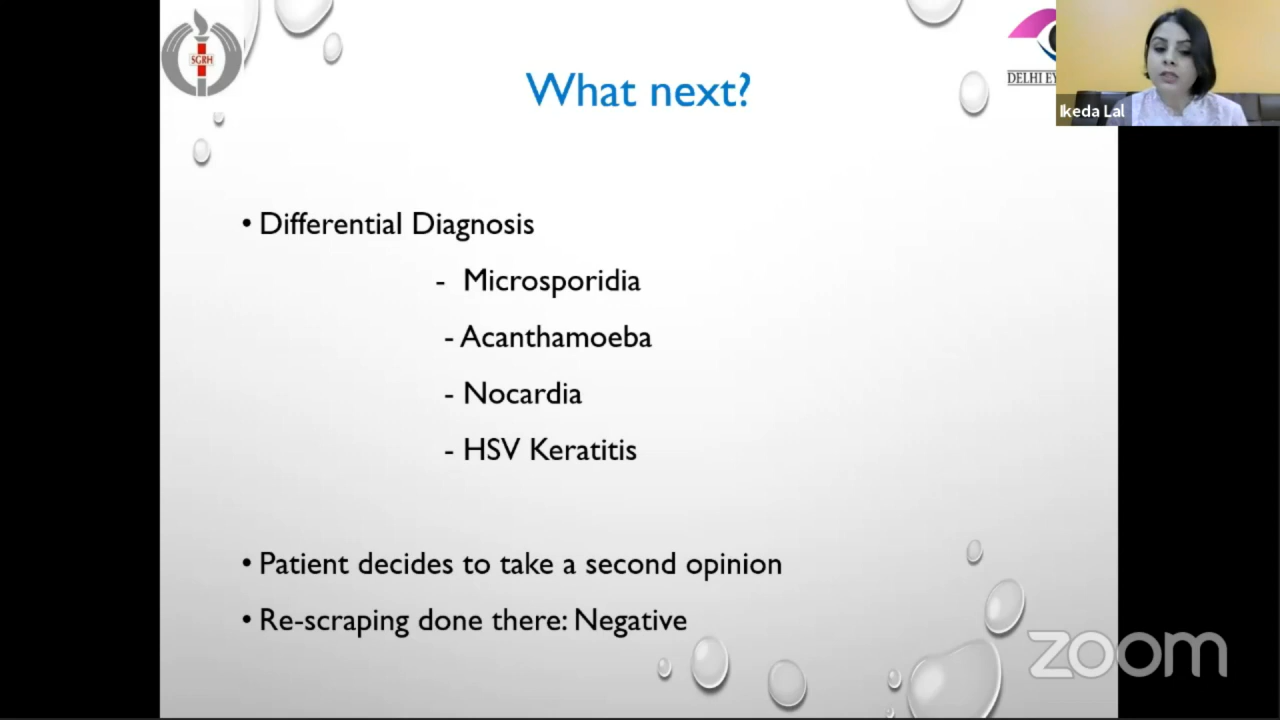 SGRH
What next?
DELHI EY
Ikeda Lal
• Differential Diagnosis
- Microsporidia
- Acanthamoeba
- Nocardia
- HSV Keratitis
• Patient decides to take a second opinion
• Re-scraping done there: Negative
zoom